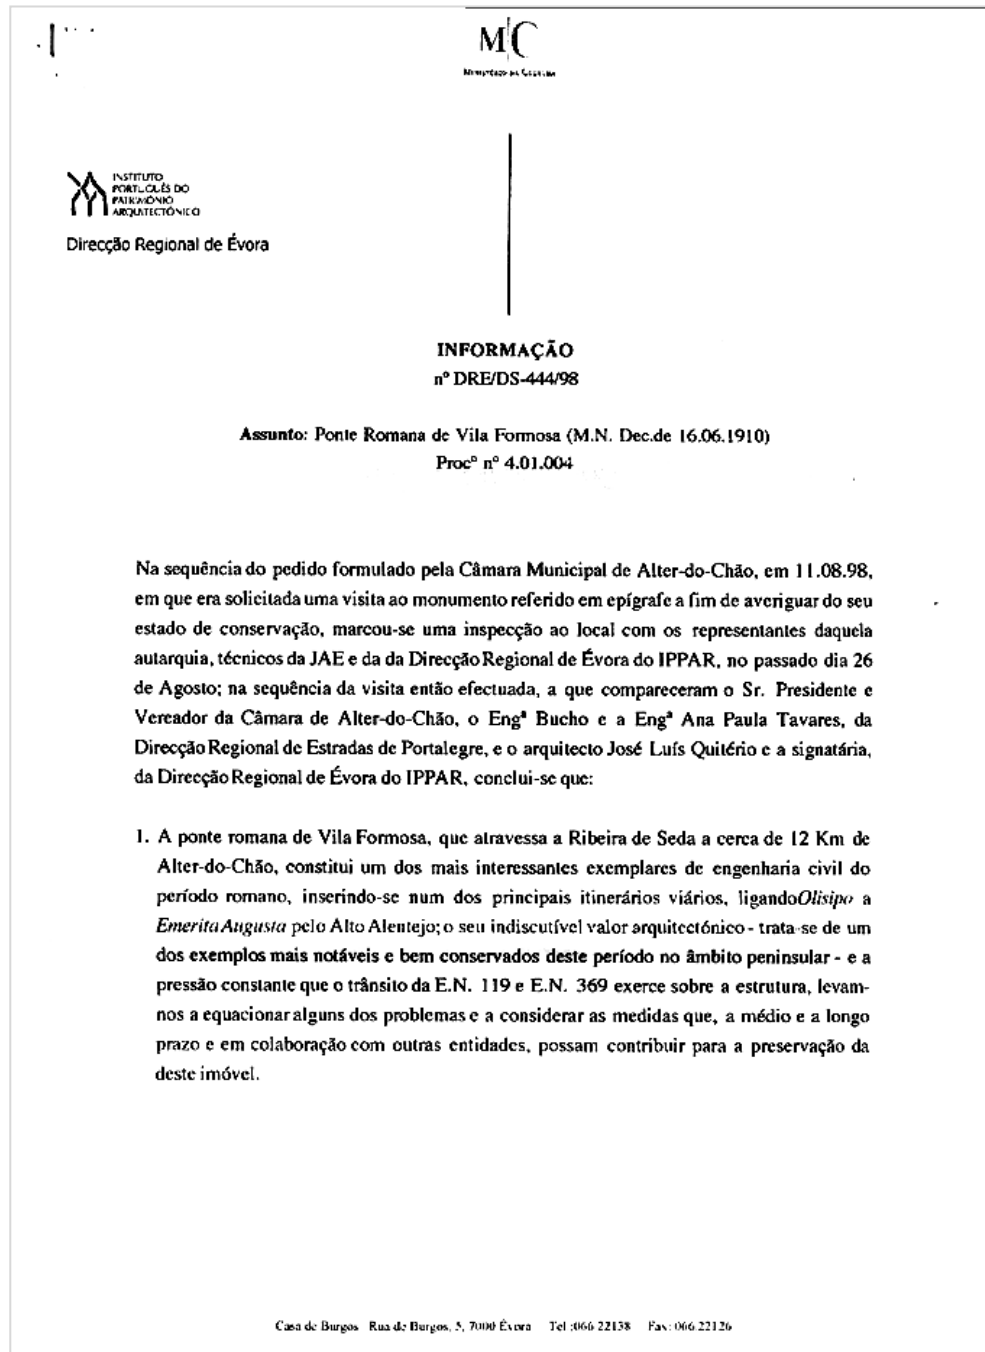 MC
Ministério da Cultura
INSTITUTO
PORTUGUÊS DO
PATRIMÓNIO
ARQUITECTÓNICO
Direcção Regional de Évora
INFORMAÇÃO
nº DRE/DS-444/98
Assunto: Ponte Romana de Vila Formosa (M.N. Dec.de 16.06.1910)
Procº nº 4.01.004
Na sequência do pedido formulado pela Câmara Municipal de Alter-do-Chão, em 11.08.98,
em que era solicitada uma visita ao monumento referido em epígrafe a fim de averiguar do seu
estado de conservação, marcou-se uma inspecção ao local com os representantes daquela
autarquia, técnicos da JAE e da da Direcção Regional de Évora do IPPAR, no passado dia 26
de Agosto; na sequência da visita então efectuada, a que compareceram o Sr. Presidente e
Vereador da Câmara de Alter-do-Chão, o Engª Bucho e a Engª Ana Paula Tavares, da
Direcção Regional de Estradas de Portalegre, e o arquitecto José Luís Quitério e a signatária,
da Direcção Regional de Évora do IPPAR, conclui-se que:
1. A ponte romana de Vila Formosa, que atravessa a Ribeira de Seda a cerca de 12 Km de
Alter-do-Chão, constitui um dos mais interessantes exemplares de engenharia civil do
período romano, inserindo-se num dos principais itinerários viários, ligando Olisipo a
Emerita Augusta pelo Alto Alentejo; o seu indiscutível valor arquitectónico - trata-se de um
dos exemplos mais notáveis e bem conservados deste período no âmbito peninsular - e a
pressão constante que o trânsito da E.N. 119 e E.N. 369 exerce sobre a estrutura, levam-
nos a equacionar alguns dos problemas e a considerar as medidas que, a médio e a longo
prazo e em colaboração com outras entidades, possam contribuir para a preservação da
deste imóvel.
Casa de Burgos Rua de Burgos, 5, 7000 Évora Tel :066 22138 Fax: 066.22126